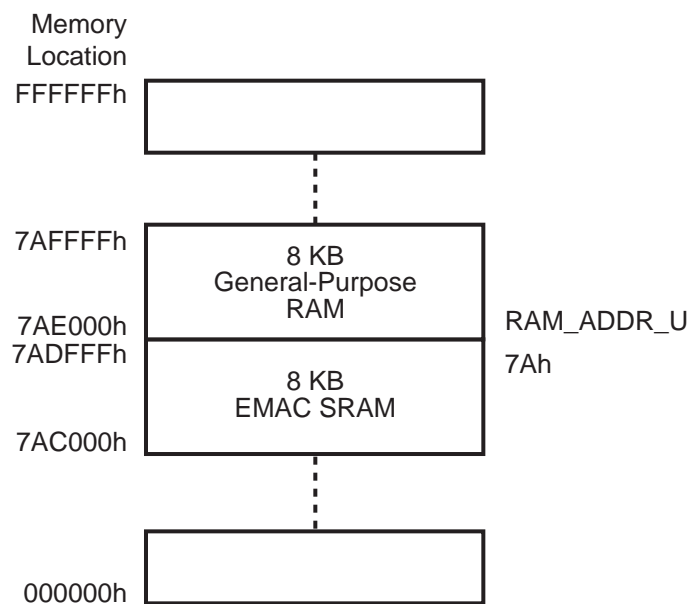 Memory
Location
FFFFFFh
7AFFFFh
8 KB
General-Purpose
RAM
7AE000h
RAM_ADDR_U
7ADFFFh
7Ah
8 KB
EMAC SRAM
7AC000h
000000h